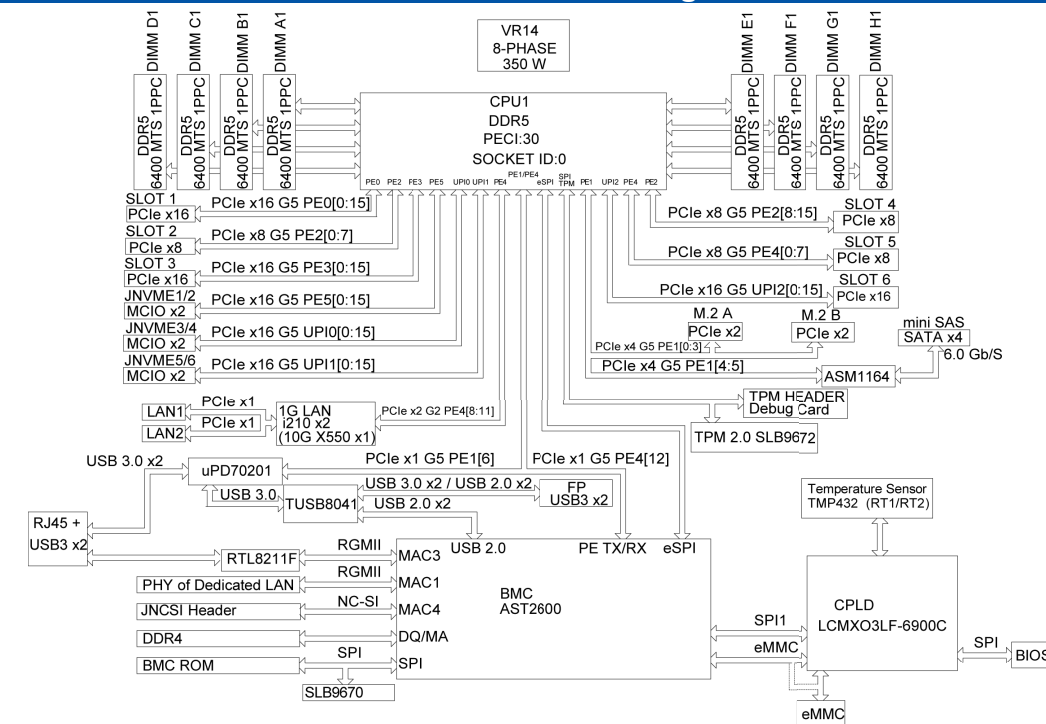 VR14
8-PHASE
350 W
DIMM D1
DIMM C1
DIMM B1
DIMM A1
DDR5
6400 MTS 1PPC
DDR5
6400 MTS 1PPC
DDR5
6400 MTS 1PPC
DDR5
6400 MTS 1PPC
CPU1
DDR5
PECI:30
SOCKET ID:0
DIMM E1
DIMM F1
DIMM G1
DIMM H1
DDR5
6400 MTS 1PPC
DDR5
6400 MTS 1PPC
DDR5
6400 MTS 1PPC
DDR5
6400 MTS 1PPC
PE0 PE2 PE3 PE5 UPI0 UPI1 PE4 PE1/PE4 eSPI SPI TPM PE1 UPI2 PE4 PE2
SLOT 1
PCIe x16
PCIe x16 G5 PE0[0:15]
SLOT 2
PCIe x8
PCIe x8 G5 PE2[0:7]
SLOT 3
PCIe x16
PCIe x16 G5 PE3[0:15]
JNVME1/2
MCIO x2
PCIe x16 G5 PE5[0:15]
JNVME3/4
MCIO x2
PCIe x16 G5 UPI0[0:15]
JNVME5/6
MCIO x2
PCIe x16 G5 UPI1[0:15]
PCIe x8 G5 PE2[8:15]
SLOT 4
PCIe x8
PCIe x8 G5 PE4[0:7]
SLOT 5
PCIe x8
PCIe x16 G5 UPI2[0:15]
SLOT 6
PCIe x16
M.2 A
PCIe x2
M.2 B
PCIe x2
PCIe x4 G5 PE1[0:3]
mini SAS
SATA x4
6.0 Gb/S
PCIe x4 G5 PE1[4:5]
ASM1164
TPM HEADER
Debug Card
TPM 2.0 SLB9672
LAN1
PCIe x1
LAN2
PCIe x1
1G LAN
i210 x2
(10G X550 x1)
PCIe x2 G2 PE4[8:11]
USB 3.0 x2
uPD70201
PCIe x1 G5 PE1[6]
PCIe x1 G5 PE4[12]
USB 3.0
TUSB8041
USB 3.0 x2 / USB 2.0 x2
FP
USB3 x2
USB 2.0 x2
RJ45 +
USB3 x2
RTL8211F
RGMII
MAC3
USB 2.0
PE TX/RX
eSPI
PHY of Dedicated LAN
RGMII
MAC1
BMC
AST2600
JNCSI Header
NC-SI
MAC4
DDR4
DQ/MA
BMC ROM
SPI
SPI
SLB9670
Temperature Sensor
TMP432 (RT1/RT2)
CPLD
LCMXO3LF-6900C
SPI1
eMMC
SPI
BIOS
eMMC